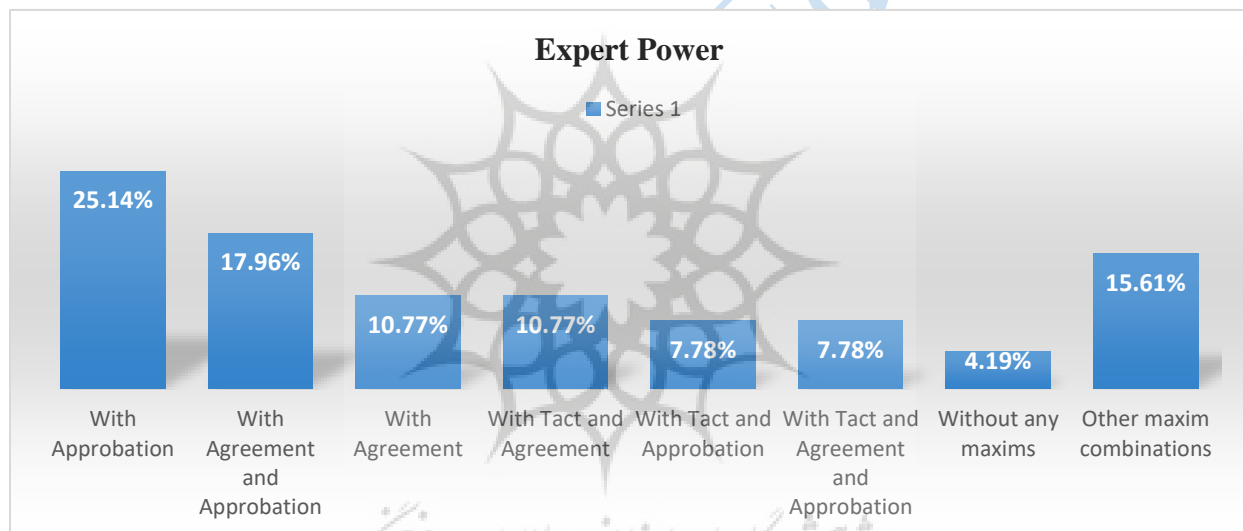 Expert Power
Series 1
25.14%
17.96%
10.77%
10.77%
7.78%
7.78%
4.19%
15.61%
With
Approbation
With
Agreement
and
Approbation
With
Agreement
With Tact and
Agreement
With Tact and
Approbation
With Tact and
Agreement
and
Approbation
Without any
maxims
Other maxim
combinations